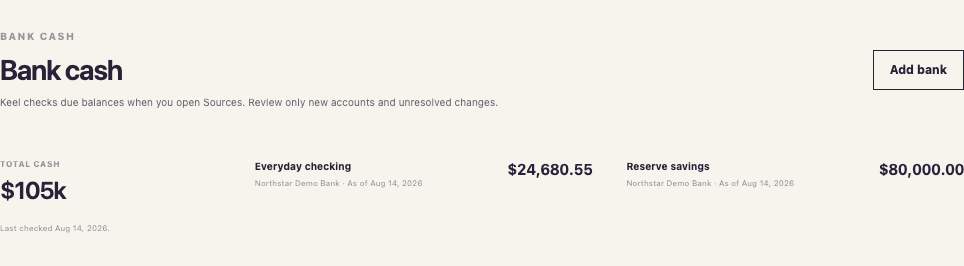 BANK CASH
Bank cash
Add bank
Keel checks due balances when you open Sources. Review only new accounts and unresolved changes.
TOTAL CASH
$105k
Last checked Aug 14, 2026.
Everyday checking
Northstar Demo Bank · As of Aug 14, 2026
$24,680.55
Reserve savings
Northstar Demo Bank · As of Aug 14, 2026
$80,000.00